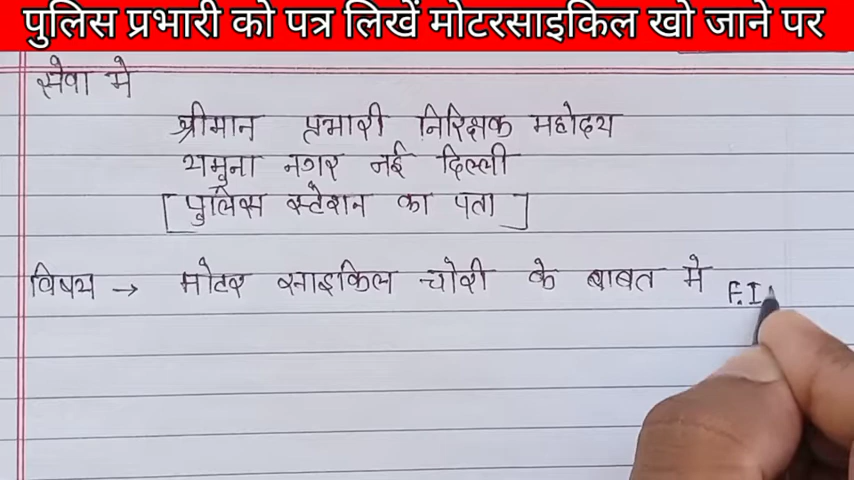 पुलिस प्रभारी को पत्र लिखें मोटरसाइकिल खो जाने पर
सेवा मे
श्रीमान प्रभारी निरिक्षक महोदय
यमुना नगर नई दिल्ली
[पुलिस स्टेशन का पता]
विषय → मोटर साइकिल चोरी के बाबत मे F.I